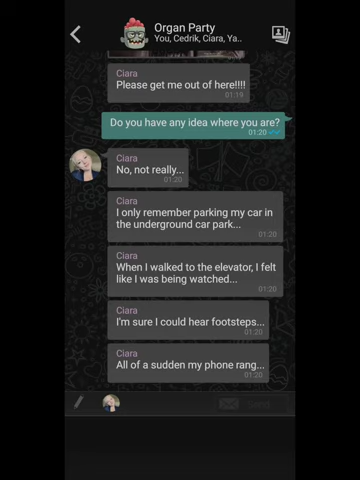 Organ Party
You, Cedrik, Ciara, Ya..
Ciara
Please get me out of here!!!!
01:19
Do you have any idea where you are?
01:20
Ciara
No, not really...
01:20
Ciara
I only remember parking my car in
the underground car park...
01:20
Ciara
When I walked to the elevator, I felt
like I was being watched...
01:20
Ciara
I'm sure I could hear footsteps...
01:20
Ciara
All of a sudden my phone rang...
01:20
Send